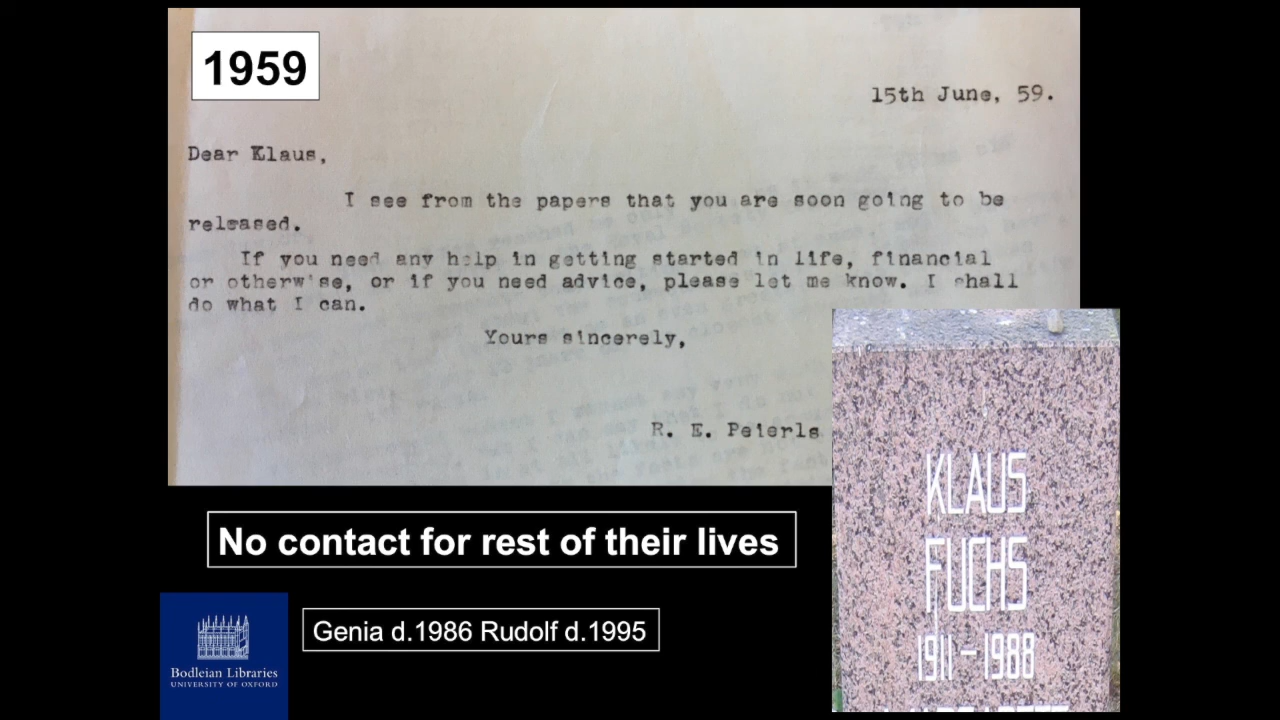 1959
15th June, 59.
Dear Klaus,
I see from the papers that you are soon going to be
released.
If you need any help in getting started in life, financial
or otherwise, or if you need advice, please let me know. I shall
do what I can.
Yours sincerely,
R. E. Peierls
KLAUS
FUCHS
1911-1988
No contact for rest of their lives
Genia d.1986 Rudolf d.1995
Bodleian Libraries
UNIVERSITY OF OXFORD